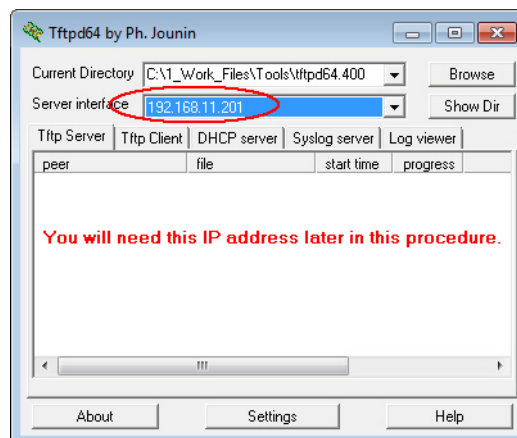 Tftpd64 by Ph. Jounin
Current Directory C:\1_Work_Files\Tools\tftpd64.400 Browse
Server interface 192.168.11.201 Show Dir
Tftp Server Tftp Client DHCP server Syslog server Log viewer
peer file start time progress
You will need this IP address later in this procedure.
About Settings Help